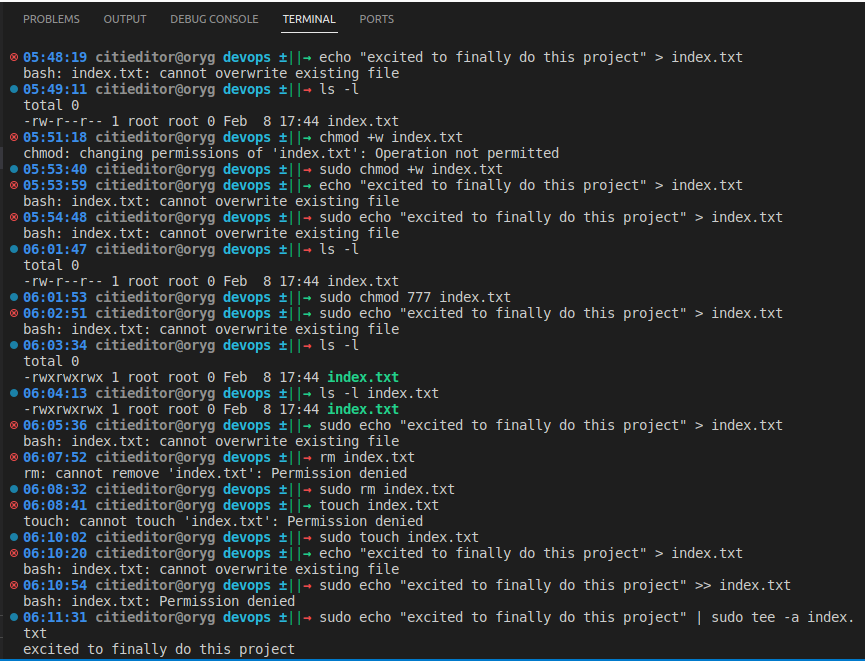 PROBLEMS OUTPUT DEBUG CONSOLE TERMINAL PORTS
05:48:19 citieditor@oryg devops ±||→ echo "excited to finally do this project" > index.txt
bash: index.txt: cannot overwrite existing file
05:49:11 citieditor@oryg devops ±||→ ls -l
total 0
-rw-r--r-- 1 root root 0 Feb  8 17:44 index.txt
05:51:18 citieditor@oryg devops ±||→ chmod +w index.txt
chmod: changing permissions of 'index.txt': Operation not permitted
05:53:40 citieditor@oryg devops ±||→ sudo chmod +w index.txt
05:53:59 citieditor@oryg devops ±||→ echo "excited to finally do this project" > index.txt
bash: index.txt: cannot overwrite existing file
05:54:48 citieditor@oryg devops ±||→ sudo echo "excited to finally do this project" > index.txt
bash: index.txt: cannot overwrite existing file
06:01:47 citieditor@oryg devops ±||→ ls -l
total 0
-rw-r--r-- 1 root root 0 Feb  8 17:44 index.txt
06:01:53 citieditor@oryg devops ±||→ sudo chmod 777 index.txt
06:02:51 citieditor@oryg devops ±||→ sudo echo "excited to finally do this project" > index.txt
bash: index.txt: cannot overwrite existing file
06:03:34 citieditor@oryg devops ±||→ ls -l
total 0
-rwxrwxrwx 1 root root 0 Feb  8 17:44 index.txt
06:04:13 citieditor@oryg devops ±||→ ls -l index.txt
-rwxrwxrwx 1 root root 0 Feb  8 17:44 index.txt
06:05:36 citieditor@oryg devops ±||→ sudo echo "excited to finally do this project" > index.txt
bash: index.txt: cannot overwrite existing file
06:07:52 citieditor@oryg devops ±||→ rm index.txt
rm: cannot remove 'index.txt': Permission denied
06:08:32 citieditor@oryg devops ±||→ sudo rm index.txt
06:08:41 citieditor@oryg devops ±||→ touch index.txt
touch: cannot touch 'index.txt': Permission denied
06:10:02 citieditor@oryg devops ±||→ sudo touch index.txt
06:10:20 citieditor@oryg devops ±||→ echo "excited to finally do this project" > index.txt
bash: index.txt: cannot overwrite existing file
06:10:54 citieditor@oryg devops ±||→ sudo echo "excited to finally do this project" >> index.txt
bash: index.txt: Permission denied
06:11:31 citieditor@oryg devops ±||→ sudo echo "excited to finally do this project" | sudo tee -a index.
txt
excited to finally do this project